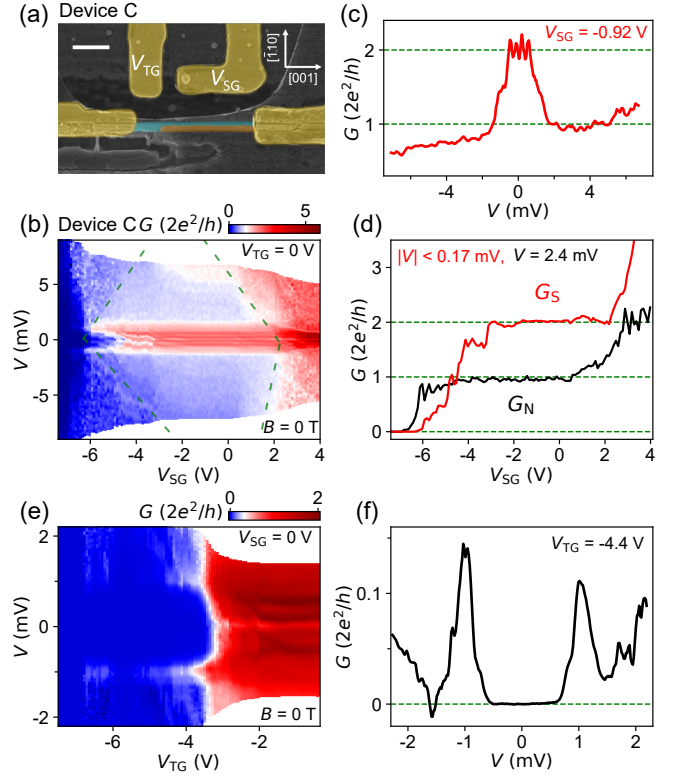 (a) Device C
V_TG
V_SG
[1̄10]
[001]
(c)
V_SG = -0.92 V
G (2e²/h)
2
1
-4 0 4
V (mV)
(b) Device C G (2e²/h)
0 5
V_TG = 0 V
V (mV)
5
0
-5
B = 0 T
-6 -4 -2 0 2 4
V_SG (V)
(d)
|V| < 0.17 mV, V = 2.4 mV
G_S
G_N
G (2e²/h)
3
2
1
0
-6 -4 -2 0 2 4
V_SG (V)
(e) G (2e²/h)
0 2
V_SG = 0 V
V (mV)
2
1
0
-1
-2
B = 0 T
-6 -4 -2
V_TG (V)
(f)
V_TG = -4.4 V
G (2e²/h)
0.1
0
-2 -1 0 1 2
V (mV)